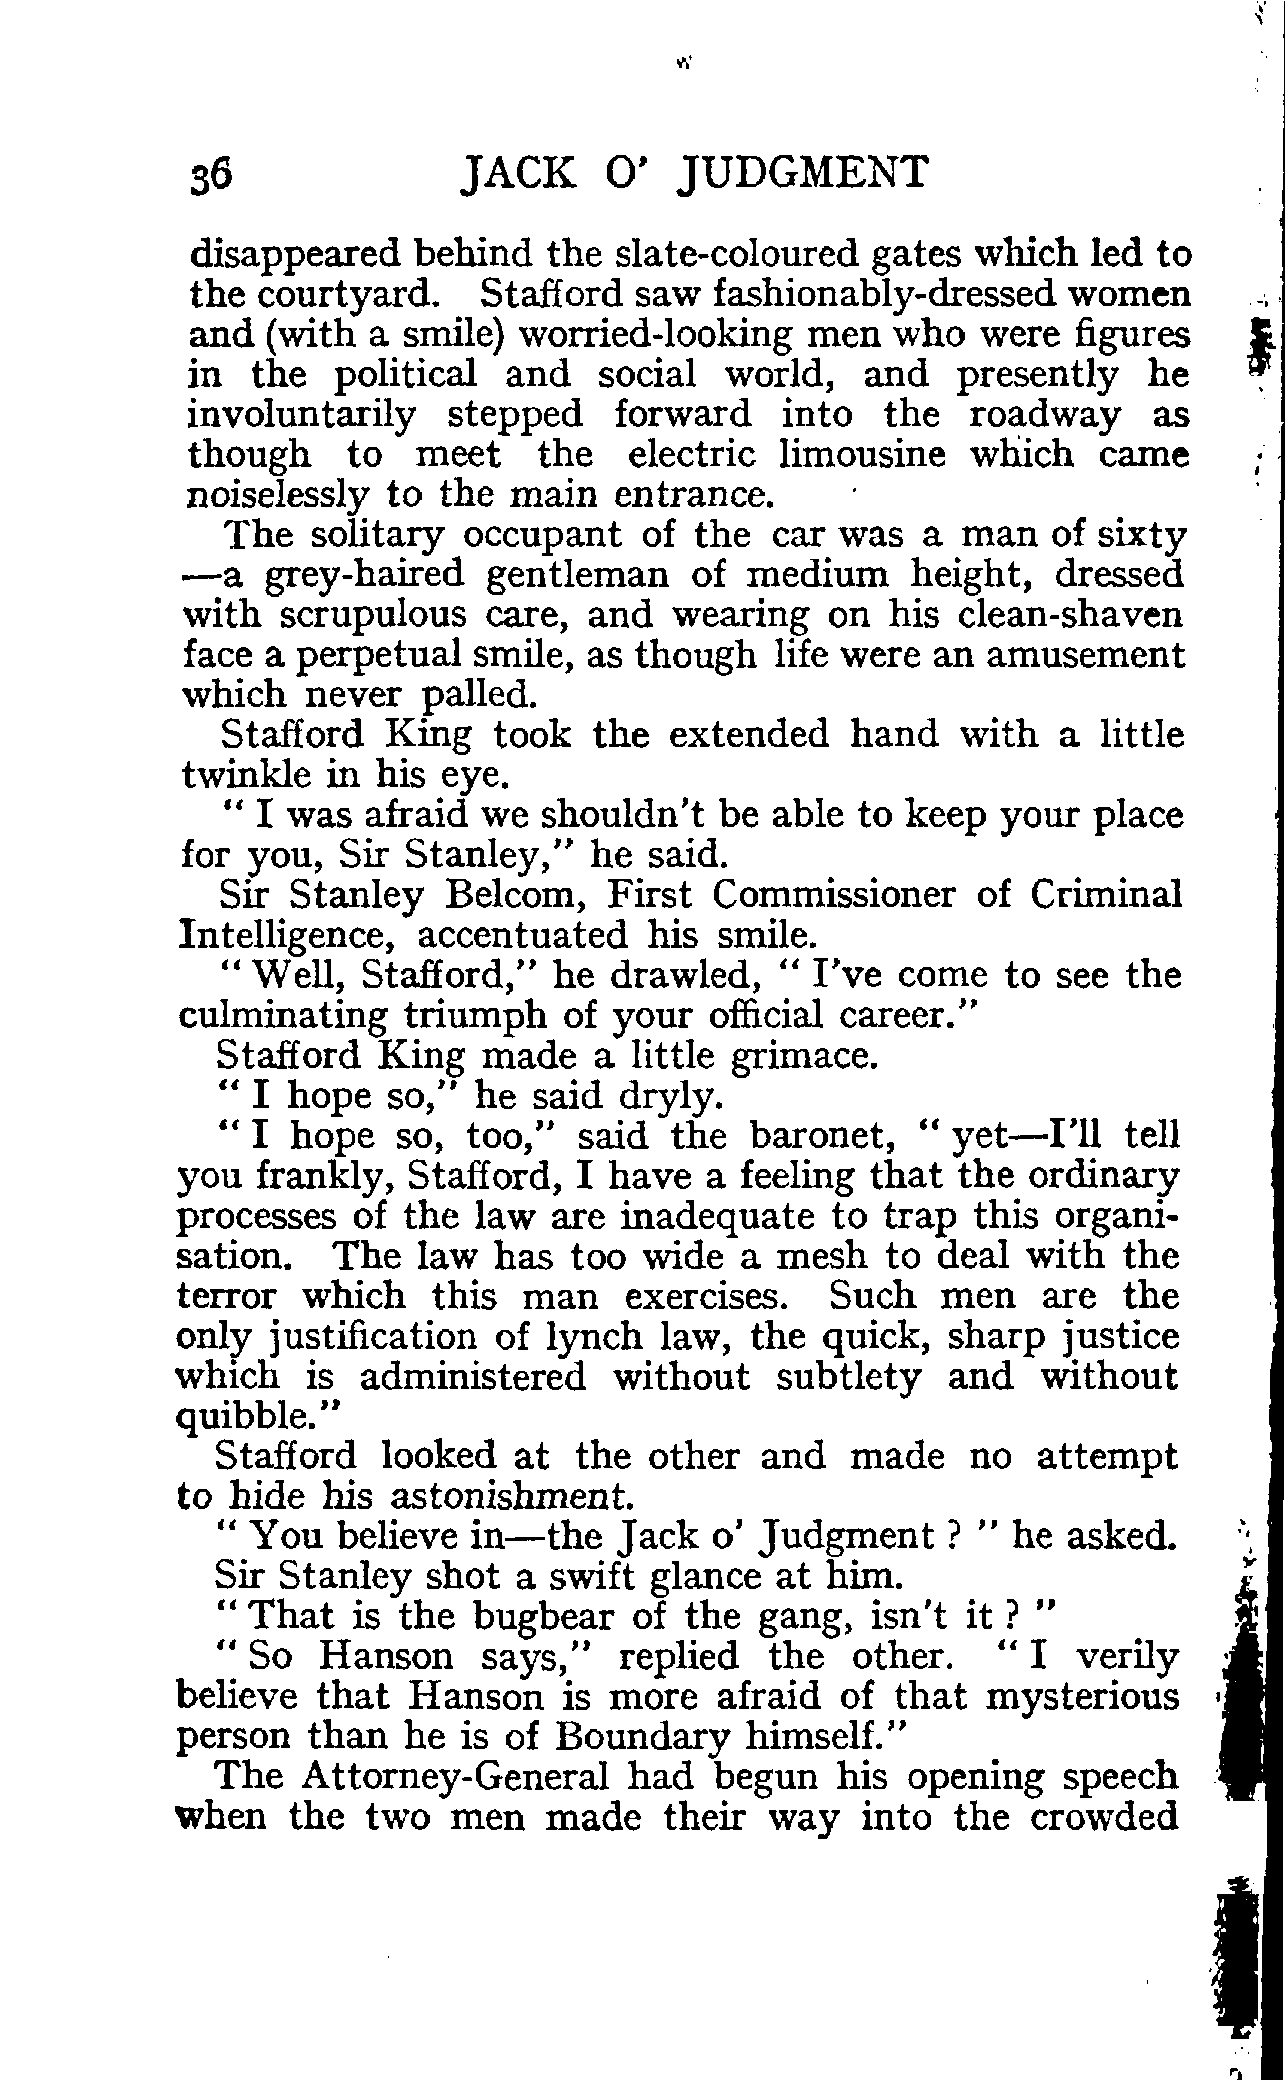 36 JACK O' JUDGMENT
disappeared behind the slate-coloured gates which led to
the courtyard. Stafford saw fashionably-dressed women
and (with a smile) worried-looking men who were figures
in the political and social world, and presently he
involuntarily stepped forward into the roadway as
though to meet the electric limousine which came
noiselessly to the main entrance.
The solitary occupant of the car was a man of sixty
—a grey-haired gentleman of medium height, dressed
with scrupulous care, and wearing on his clean-shaven
face a perpetual smile, as though life were an amusement
which never palled.
Stafford King took the extended hand with a little
twinkle in his eye.
" I was afraid we shouldn't be able to keep your place
for you, Sir Stanley," he said.
Sir Stanley Belcom, First Commissioner of Criminal
Intelligence, accentuated his smile.
" Well, Stafford," he drawled, " I've come to see the
culminating triumph of your official career."
Stafford King made a little grimace.
" I hope so," he said dryly.
" I hope so, too," said the baronet, " yet—I'll tell
you frankly, Stafford, I have a feeling that the ordinary
processes of the law are inadequate to trap this organi-
sation. The law has too wide a mesh to deal with the
terror which this man exercises. Such men are the
only justification of lynch law, the quick, sharp justice
which is administered without subtlety and without
quibble."
Stafford looked at the other and made no attempt
to hide his astonishment.
" You believe in—the Jack o' Judgment ? " he asked.
Sir Stanley shot a swift glance at him.
" That is the bugbear of the gang, isn't it ? "
" So Hanson says," replied the other. " I verily
believe that Hanson is more afraid of that mysterious
person than he is of Boundary himself."
The Attorney-General had begun his opening speech
when the two men made their way into the crowded